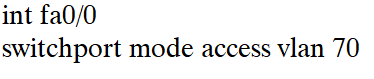 int fa0/0
switchport mode access vlan 70